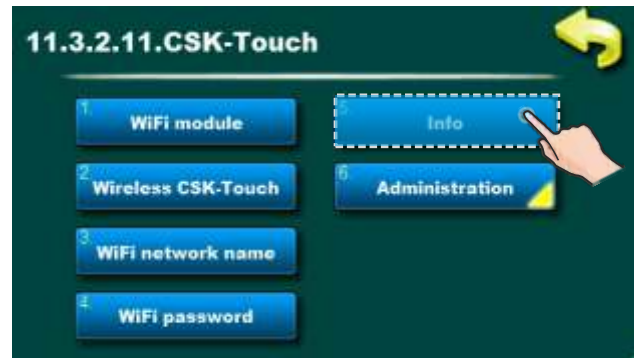 11.3.2.11.CSK-Touch
1.
WiFi module
2.
Wireless CSK-Touch
3.
WiFi network name
4.
WiFi password
5.
Info
6
Administration